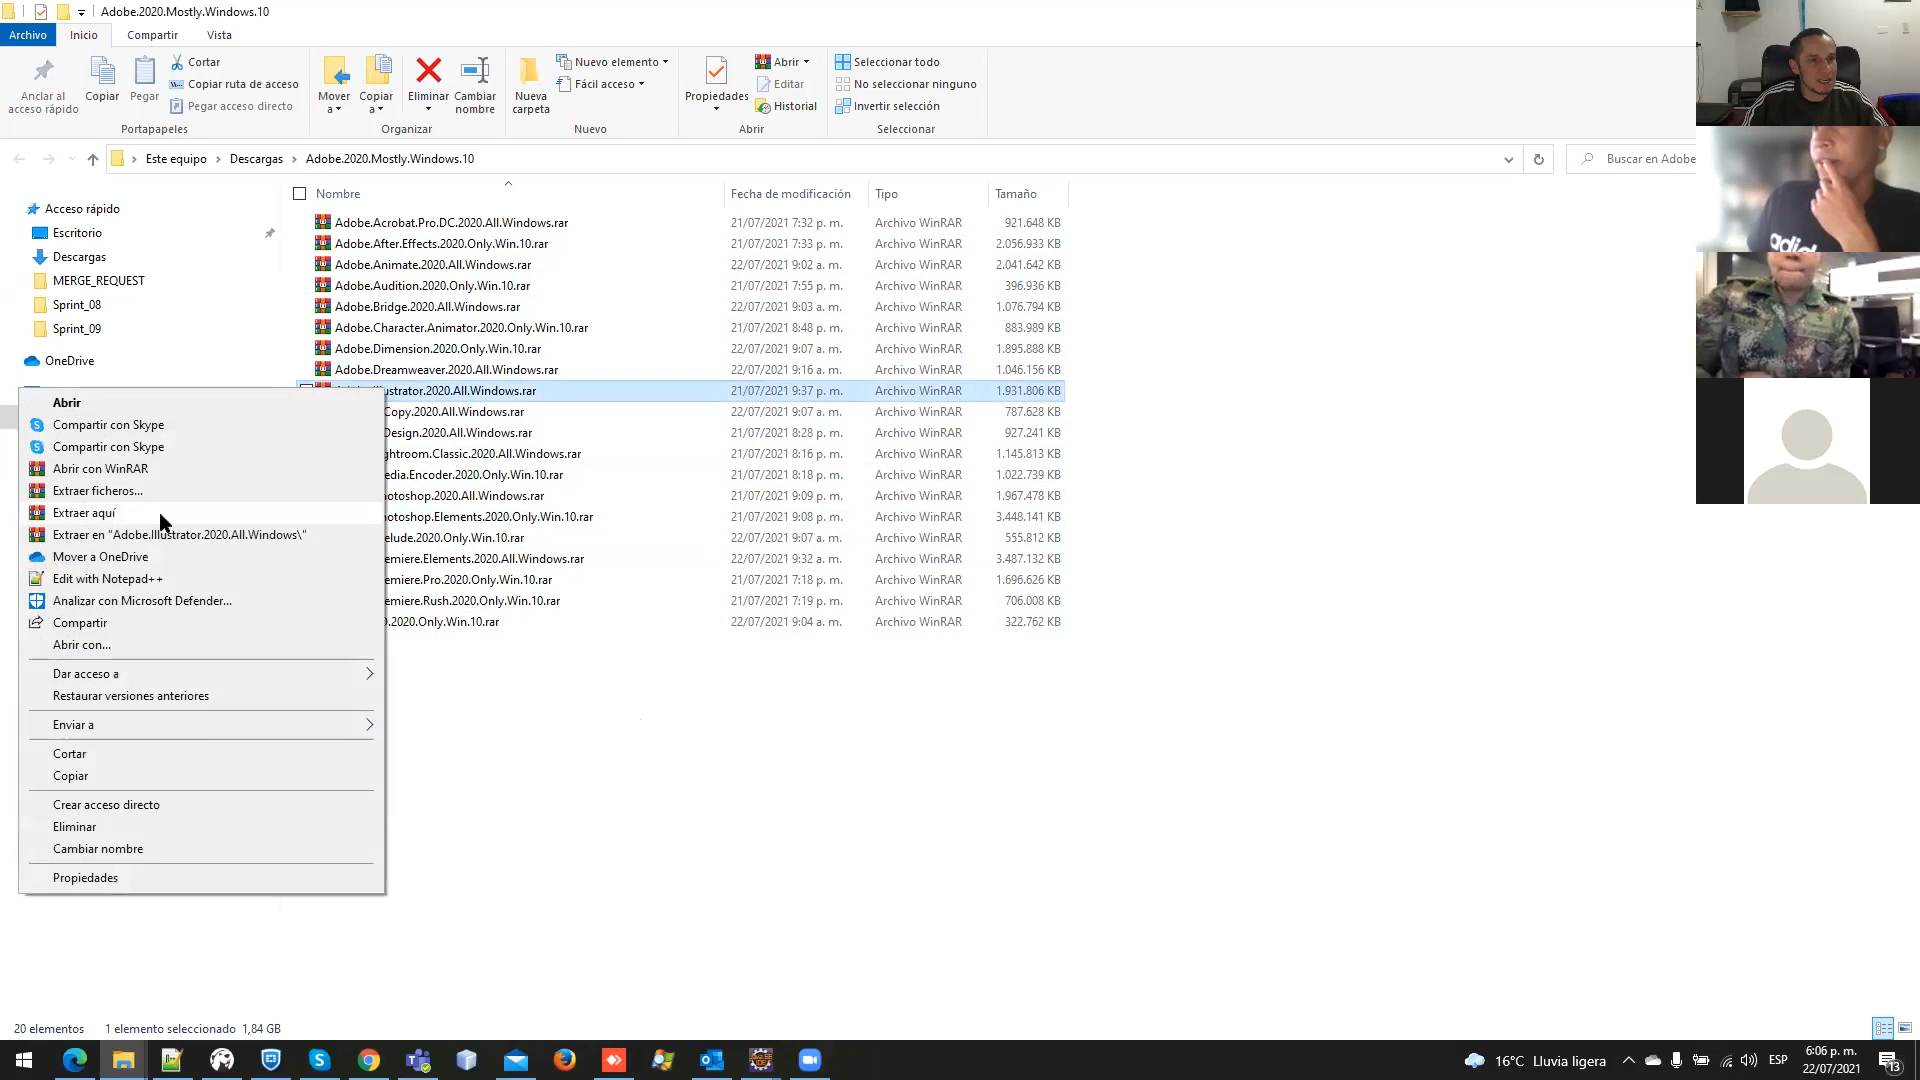 Adobe.2020.Mostly.Windows.10
Archivo Inicio Compartir Vista
Anclar al acceso rápido
Copiar
Pegar
Cortar
Copiar ruta de acceso
Pegar acceso directo
Portapapeles
Mover a
Copiar a
Eliminar
Cambiar nombre
Organizar
Nueva carpeta
Nuevo elemento
Fácil acceso
Nuevo
Propiedades
Abrir
Editar
Historial
Abrir
Seleccionar todo
No seleccionar ninguno
Invertir selección
Seleccionar
Este equipo Descargas Adobe.2020.Mostly.Windows.10
Buscar en Adobe
Acceso rápido
Escritorio
Descargas
MERGE_REQUEST
Sprint_08
Sprint_09
OneDrive
Nombre Fecha de modificación Tipo Tamaño
Adobe.Acrobat.Pro.DC.2020.All.Windows.rar 21/07/2021 7:32 p. m. Archivo WinRAR 921.648 KB
Adobe.After.Effects.2020.Only.Win.10.rar 21/07/2021 7:33 p. m. Archivo WinRAR 2.056.933 KB
Adobe.Animate.2020.All.Windows.rar 22/07/2021 9:02 a. m. Archivo WinRAR 2.041.642 KB
Adobe.Audition.2020.Only.Win.10.rar 21/07/2021 7:55 p. m. Archivo WinRAR 396.936 KB
Adobe.Bridge.2020.All.Windows.rar 22/07/2021 9:03 a. m. Archivo WinRAR 1.076.794 KB
Adobe.Character.Animator.2020.Only.Win.10.rar 21/07/2021 8:48 p. m. Archivo WinRAR 883.989 KB
Adobe.Dimension.2020.Only.Win.10.rar 22/07/2021 9:07 a. m. Archivo WinRAR 1.895.888 KB
Adobe.Dreamweaver.2020.All.Windows.rar 22/07/2021 9:16 a. m. Archivo WinRAR 1.046.156 KB
ustrator.2020.All.Windows.rar 21/07/2021 9:37 p. m. Archivo WinRAR 1.931.806 KB
Copy.2020.All.Windows.rar 22/07/2021 9:07 a. m. Archivo WinRAR 787.628 KB
Design.2020.All.Windows.rar 21/07/2021 8:28 p. m. Archivo WinRAR 927.241 KB
ghtroom.Classic.2020.All.Windows.rar 21/07/2021 8:16 p. m. Archivo WinRAR 1.145.813 KB
edia.Encoder.2020.Only.Win.10.rar 21/07/2021 8:18 p. m. Archivo WinRAR 1.022.739 KB
otoshop.2020.All.Windows.rar 22/07/2021 9:09 p. m. Archivo WinRAR 1.967.478 KB
otoshop.Elements.2020.Only.Win.10.rar 21/07/2021 9:08 p. m. Archivo WinRAR 3.448.141 KB
elude.2020.Only.Win.10.rar 22/07/2021 9:07 a. m. Archivo WinRAR 555.812 KB
emiere.Elements.2020.All.Windows.rar 22/07/2021 9:32 a. m. Archivo WinRAR 3.487.132 KB
emiere.Pro.2020.Only.Win.10.rar 21/07/2021 7:18 p. m. Archivo WinRAR 1.696.626 KB
emiere.Rush.2020.Only.Win.10.rar 21/07/2021 7:19 p. m. Archivo WinRAR 706.008 KB
.2020.Only.Win.10.rar 22/07/2021 9:04 a. m. Archivo WinRAR 322.762 KB
Abrir
Compartir con Skype
Compartir con Skype
Abrir con WinRAR
Extraer ficheros...
Extraer aquí
Extraer en "Adobe.Illustrator.2020.All.Windows\"
Mover a OneDrive
Edit with Notepad++
Analizar con Microsoft Defender...
Compartir
Abrir con...
Dar acceso a
Restaurar versiones anteriores
Enviar a
Cortar
Copiar
Crear acceso directo
Eliminar
Cambiar nombre
Propiedades
adid
20 elementos 1 elemento seleccionado 1,84 GB
16°C Lluvia ligera
ESP
6:06 p. m.
22/07/2021
13